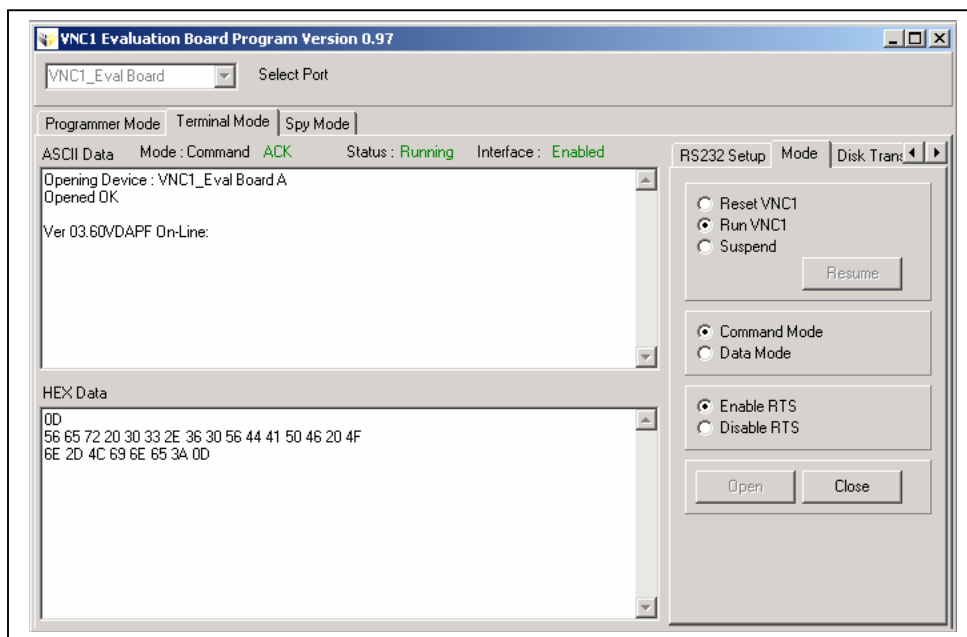 VNC1 Evaluation Board Program Version 0.97
VNC1_Eval Board
Select Port
Programmer Mode
Terminal Mode
Spy Mode
ASCII Data
Mode : Command ACK
Status : Running
Interface : Enabled
Opening Device : VNC1_Eval Board A
Opened OK
Ver 03.60VDAPF On-Line:
HEX Data
0D
56 65 72 20 30 33 2E 36 30 56 44 41 50 46 20 4F
6E 2D 4C 69 6E 65 3A 0D
RS232 Setup
Mode
Disk Trans
Reset VNC1
Run VNC1
Suspend
Resume
Command Mode
Data Mode
Enable RTS
Disable RTS
Open
Close